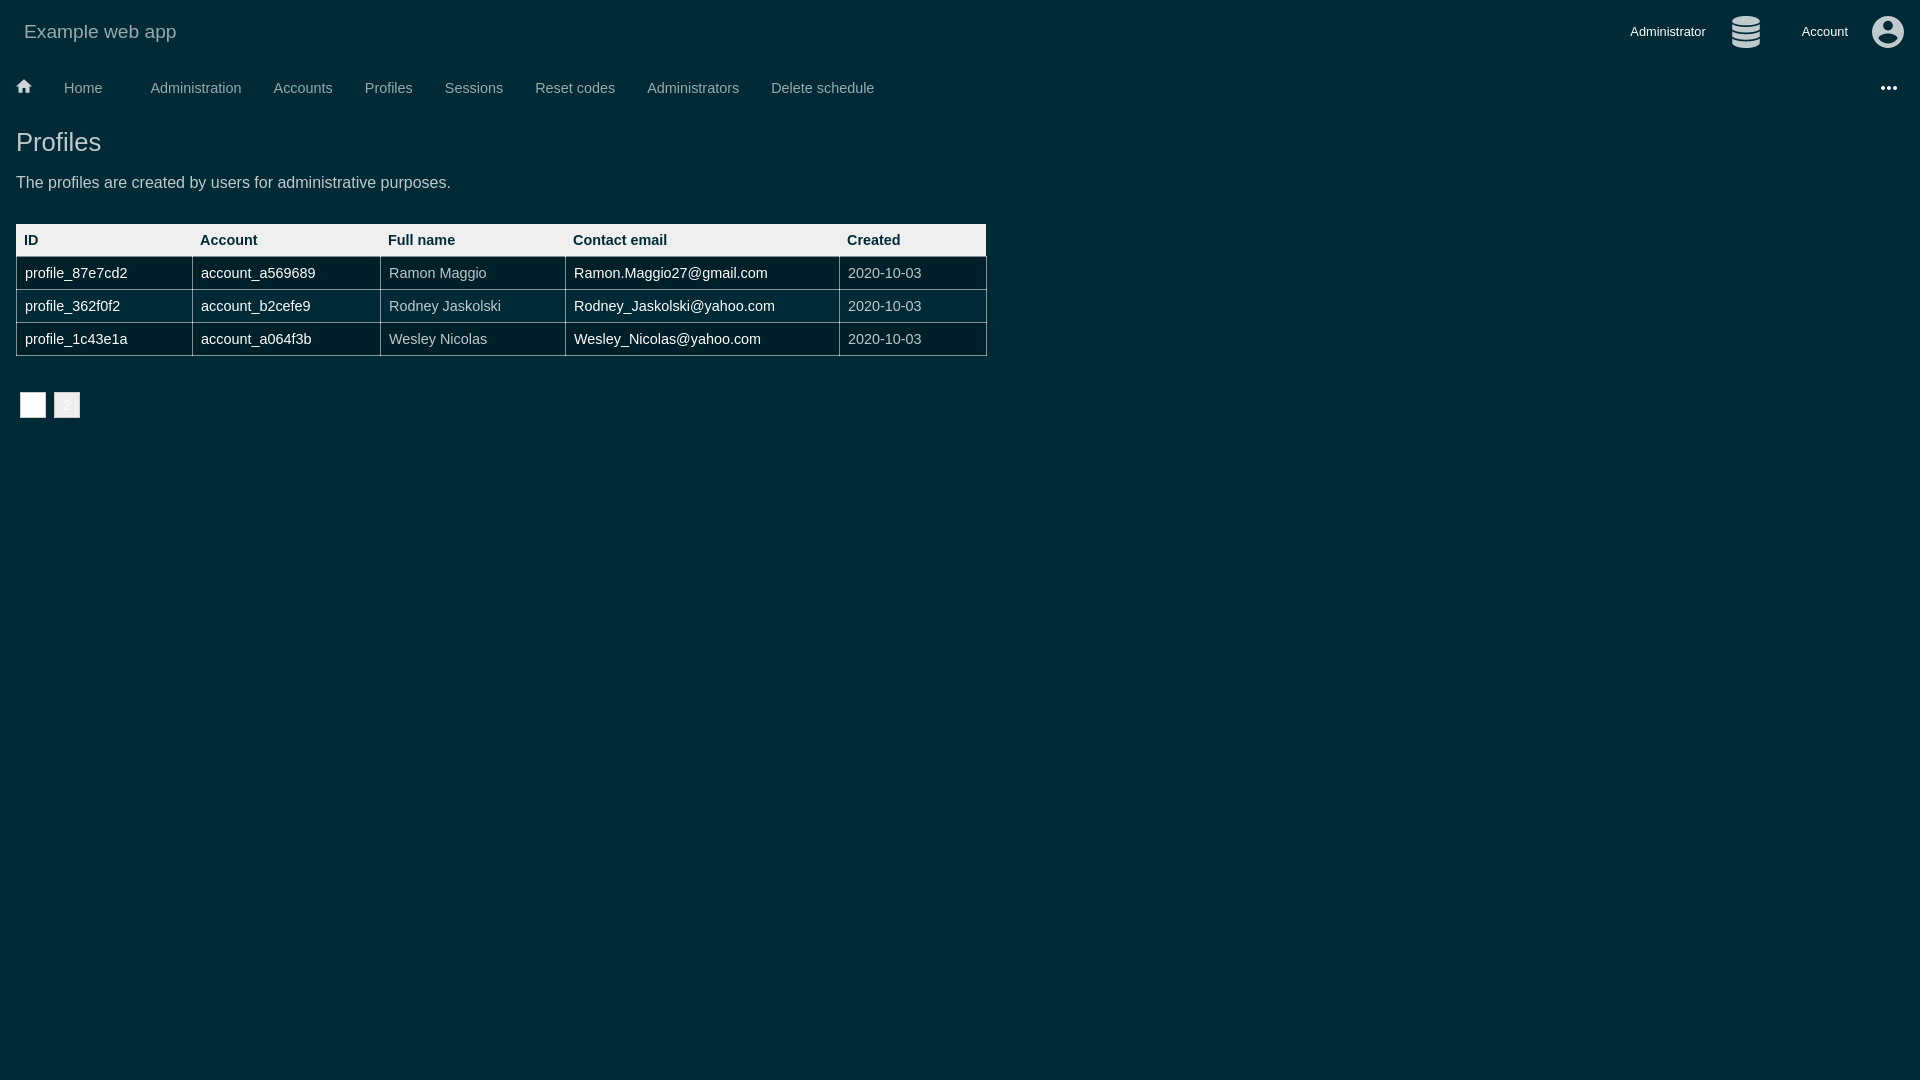 Example web app
Administrator
Account
Home
Administration
Accounts
Profiles
Sessions
Reset codes
Administrators
Delete schedule
Profiles
The profiles are created by users for administrative purposes.
ID Account Full name Contact email Created
profile_87e7cd2 account_a569689 Ramon Maggio Ramon.Maggio27@gmail.com 2020-10-03
profile_362f0f2 account_b2cefe9 Rodney Jaskolski Rodney_Jaskolski@yahoo.com 2020-10-03
profile_1c43e1a account_a064f3b Wesley Nicolas Wesley_Nicolas@yahoo.com 2020-10-03
2